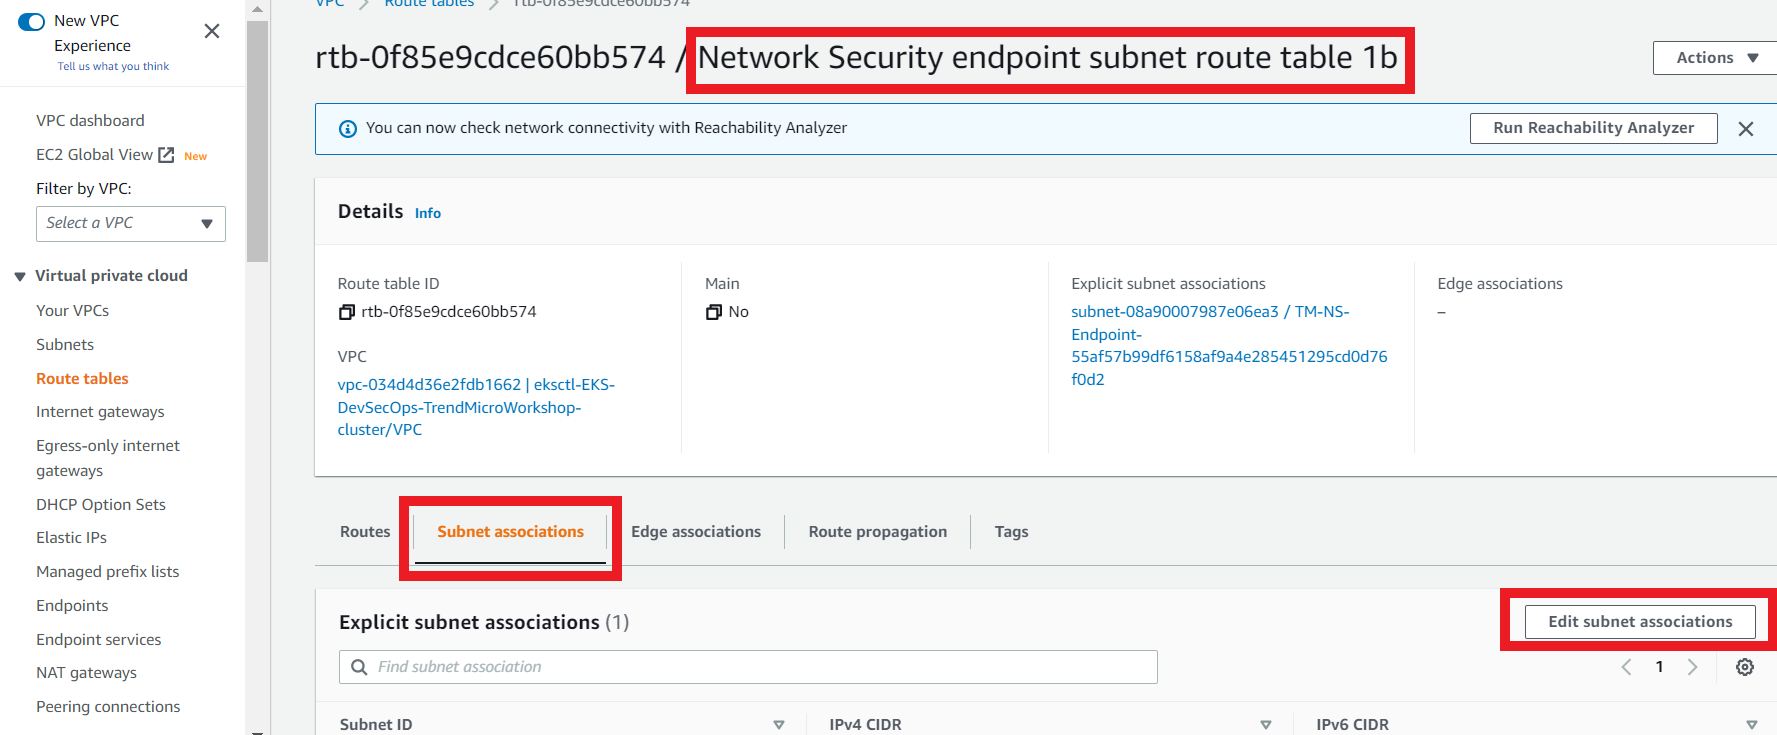 New VPC
Experience
Tell us what you think
VPC dashboard
EC2 Global View New
Filter by VPC:
Select a VPC
Virtual private cloud
Your VPCs
Subnets
Route tables
Internet gateways
Egress-only internet
gateways
DHCP Option Sets
Elastic IPs
Managed prefix lists
Endpoints
Endpoint services
NAT gateways
Peering connections
VPC Route tables rtb-0f85e9cdce60bb574
rtb-0f85e9cdce60bb574 / Network Security endpoint subnet route table 1b
Actions
You can now check network connectivity with Reachability Analyzer
Run Reachability Analyzer
Details Info
Route table ID
rtb-0f85e9cdce60bb574
VPC
vpc-034d4d36e2fdb1662 | eksctl-EKS-
DevSecOps-TrendMicroWorkshop-
cluster/VPC
Main
No
Explicit subnet associations
subnet-08a90007987e06ea3 / TM-NS-
Endpoint-
55af57b99df6158af9a4e285451295cd0d76
f0d2
Edge associations
–
Routes Subnet associations Edge associations Route propagation Tags
Explicit subnet associations (1)
Edit subnet associations
Find subnet association
1
Subnet ID IPv4 CIDR IPv6 CIDR